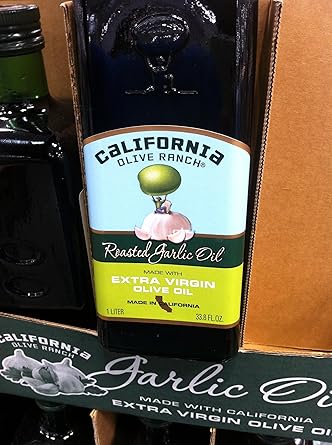 CALIFORNIA
OLIVE RANCH®
Roasted Garlic Oil
MADE WITH
EXTRA VIRGIN
OLIVE OIL
MADE IN CALIFORNIA
1 LITER 33.8 FL.OZ.
CALIFORNIA
OLIVE RANCH
Garlic Oi
MADE WITH CALIFORNIA
EXTRA VIRGIN OLIVE O